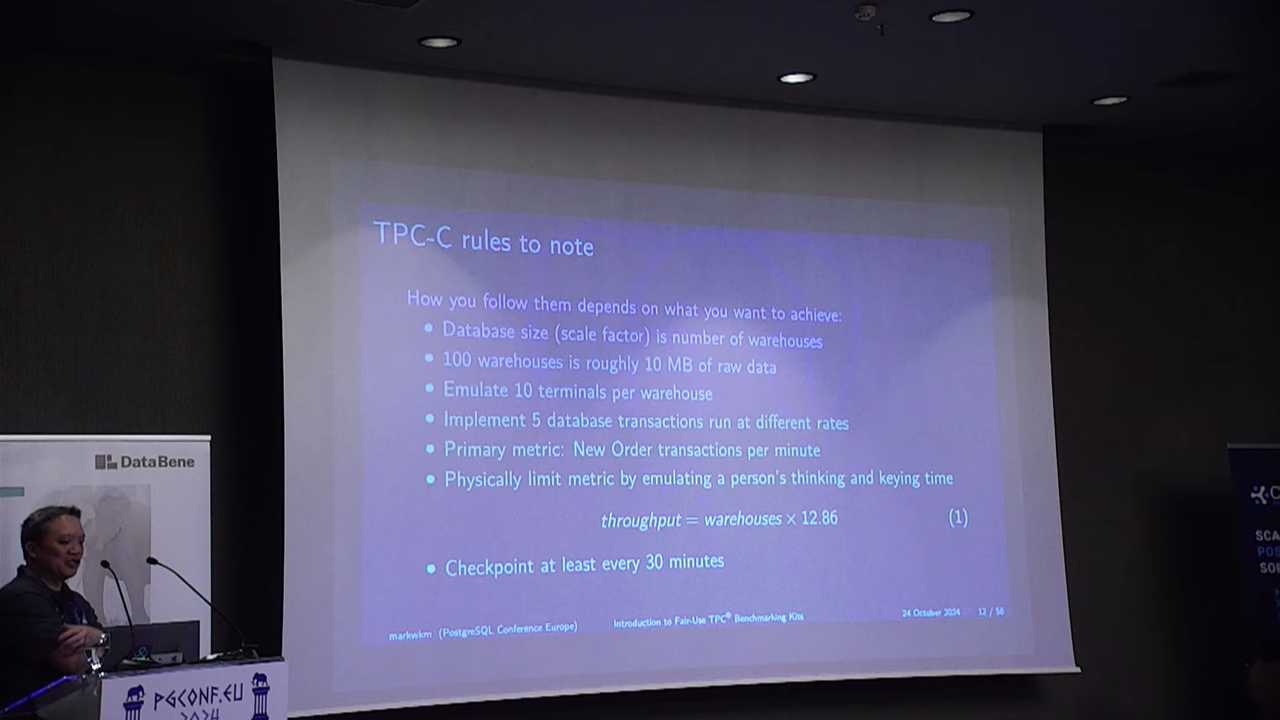 TPC-C rules to note
How you follow them depends on what you want to achieve:
• Database size (scale factor) is number of warehouses
• 100 warehouses is roughly 10 MB of raw data
• Emulate 10 terminals per warehouse
• Implement 5 database transactions run at different rates
• Primary metric: New Order transactions per minute
• Physically limit metric by emulating a person's thinking and keying time
throughput = warehouses × 12.86 (1)
• Checkpoint at least every 30 minutes
markwkm (PostgreSQL Conference Europe) Introduction to Fair-Use TPC® Benchmarking Kits 24 October 2024 12 / 56
DataBene
PGCONF.EU
2024
SCA
POS
SOL